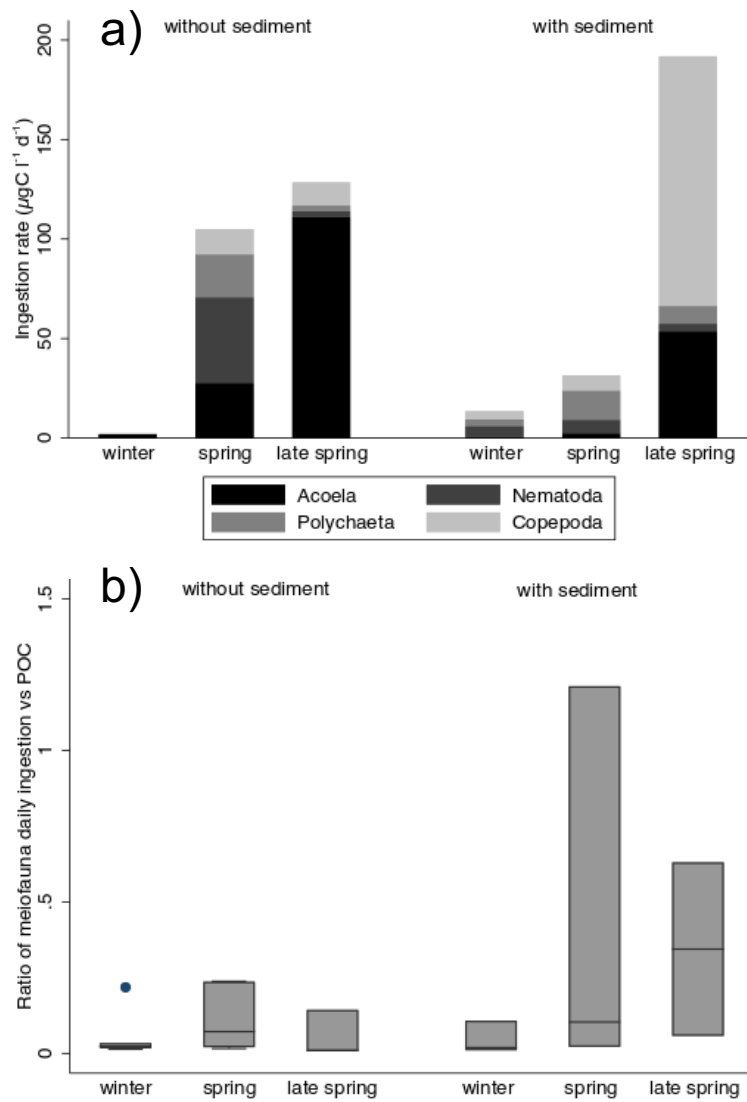 a)
without sediment
with sediment
Ingestion rate (µgC l⁻¹ d⁻¹)
200
150
100
50
0
winter
spring
late spring
winter
spring
late spring
Acoela
Nematoda
Polychaeta
Copepoda
b)
without sediment
with sediment
Ratio of meiofauna daily ingestion vs POC
1.5
1
.5
0
winter
spring
late spring
winter
spring
late spring